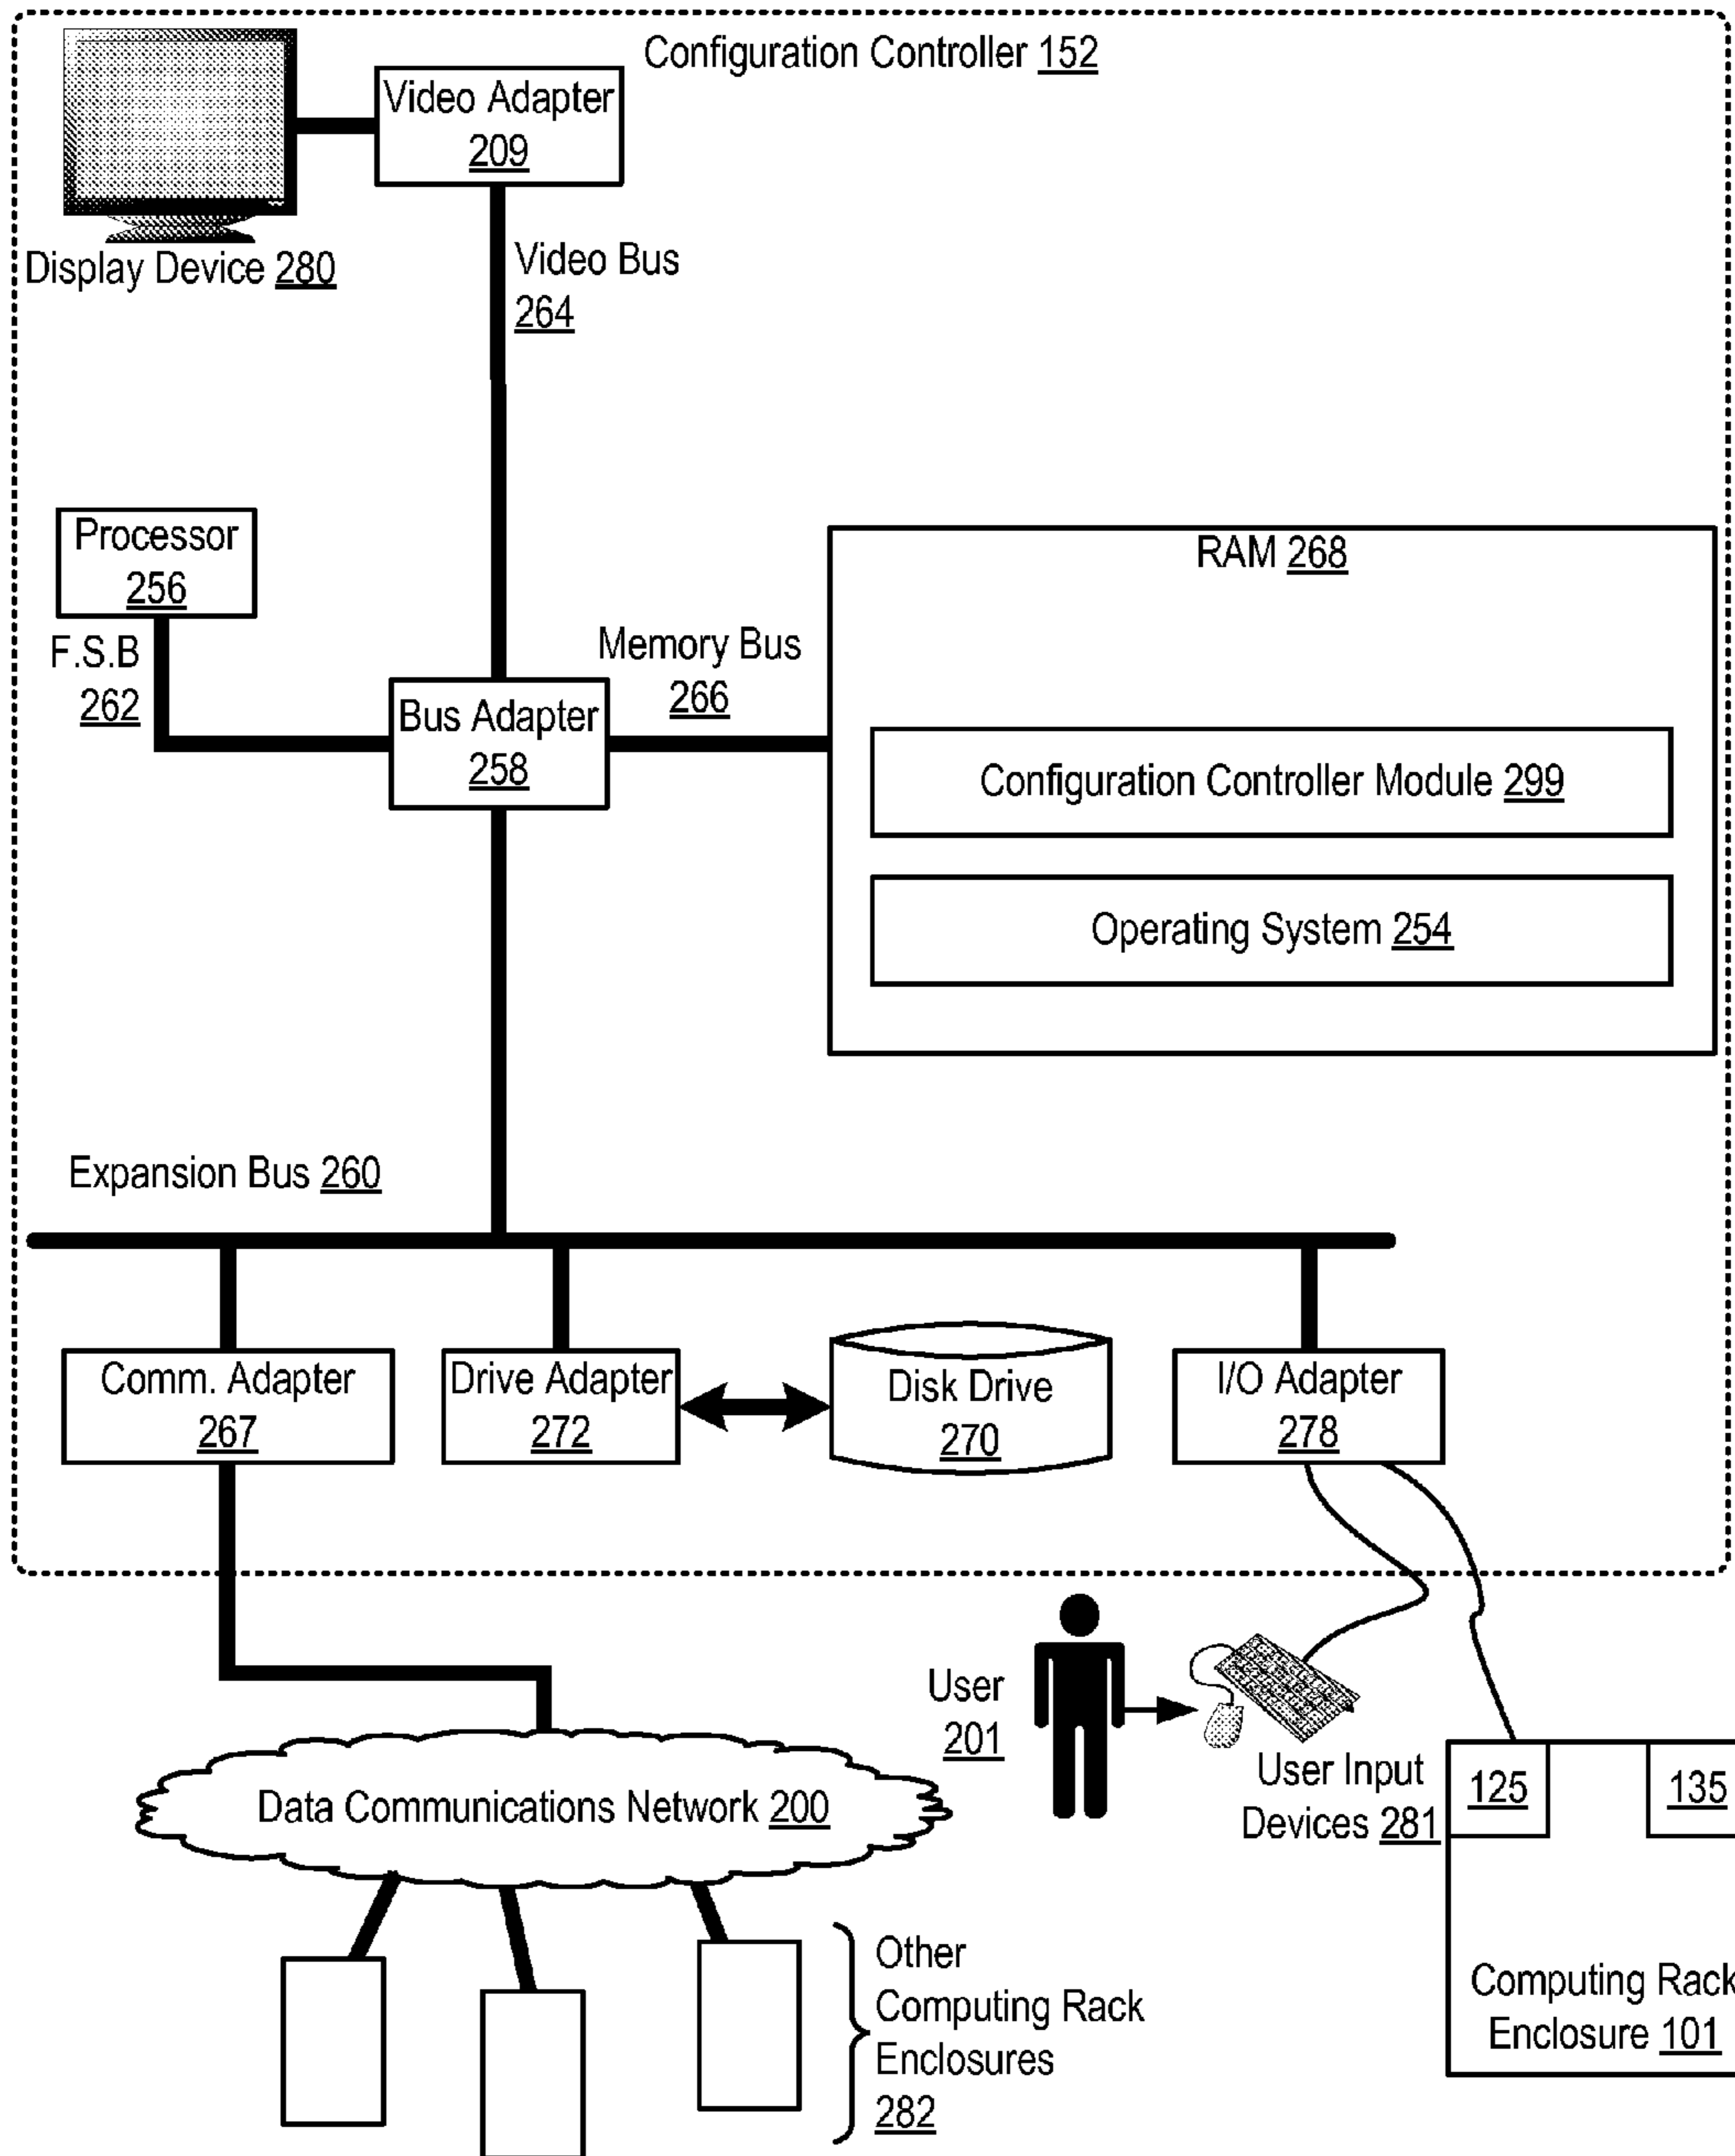 Configuration Controller 152
Video Adapter
209
Display Device 280
Video Bus
264
Processor
256
F.S.B
262
Bus Adapter
258
Memory Bus
266
RAM 268
Configuration Controller Module 299
Operating System 254
Expansion Bus 260
Comm. Adapter
267
Drive Adapter
272
Disk Drive
270
I/O Adapter
278
User
201
User Input
Devices 281
125
135
Computing Rack
Enclosure 101
Data Communications Network 200
Other
Computing Rack
Enclosures
282